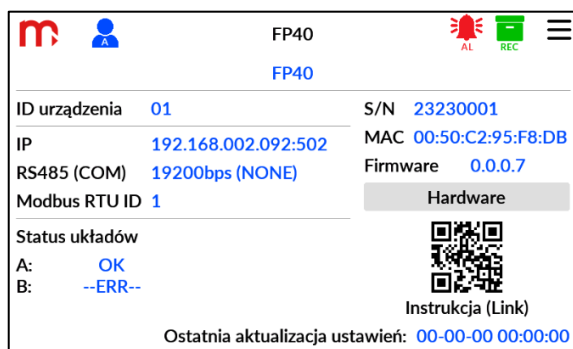 m A FP40 AL REC
FP40
ID urządzenia 01
S/N 23230001
IP 192.168.002.092:502
MAC 00:50:C2:95:F8:DB
RS485 (COM) 19200bps (NONE)
Firmware 0.0.0.7
Modbus RTU ID 1
Hardware
Status układów
A: OK
B: --ERR--
Instrukcja (Link)
Ostatnia aktualizacja ustawień: 00-00-00 00:00:00